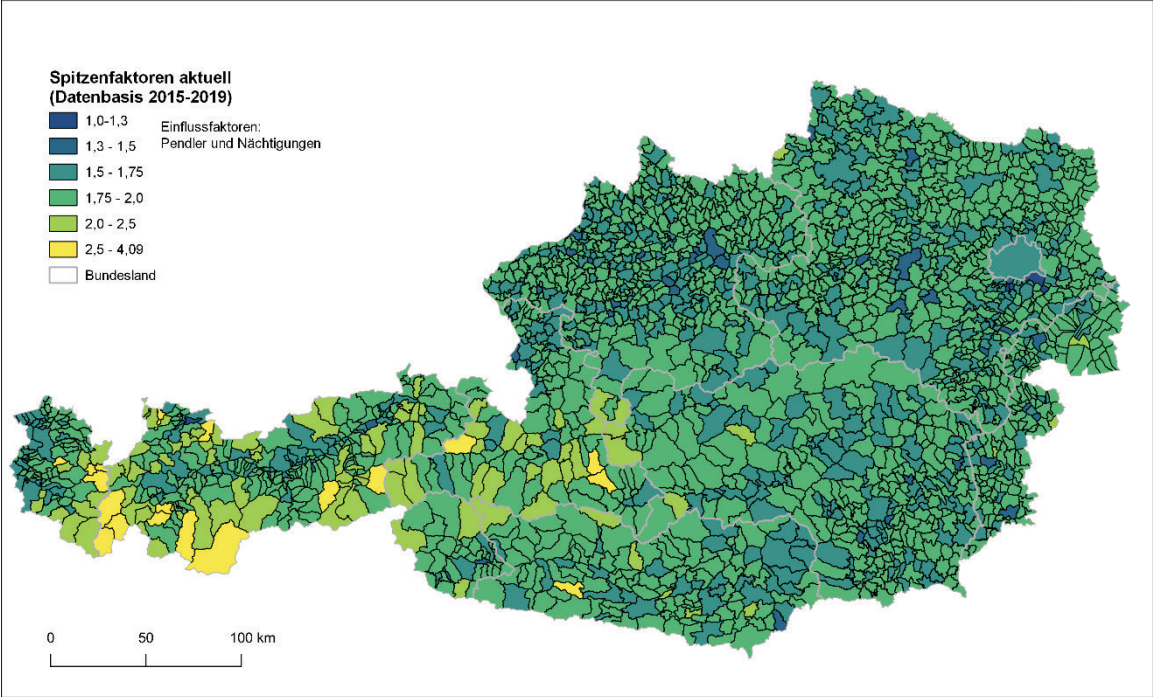 Spitzenfaktoren aktuell
(Datenbasis 2015-2019)
1,0-1,3
Einflussfaktoren:
Pendler und Nächtigungen
1,3 - 1,5
1,5 - 1,75
1,75 - 2,0
2,0 - 2,5
2,5 - 4,09
Bundesland
0 50 100 km